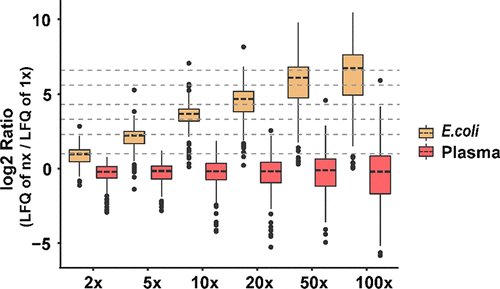 log2 Ratio
(LFQ of nx / LFQ of 1x)
10
5
0
−5
2x 5x 10x 20x 50x 100x
E.coli
Plasma